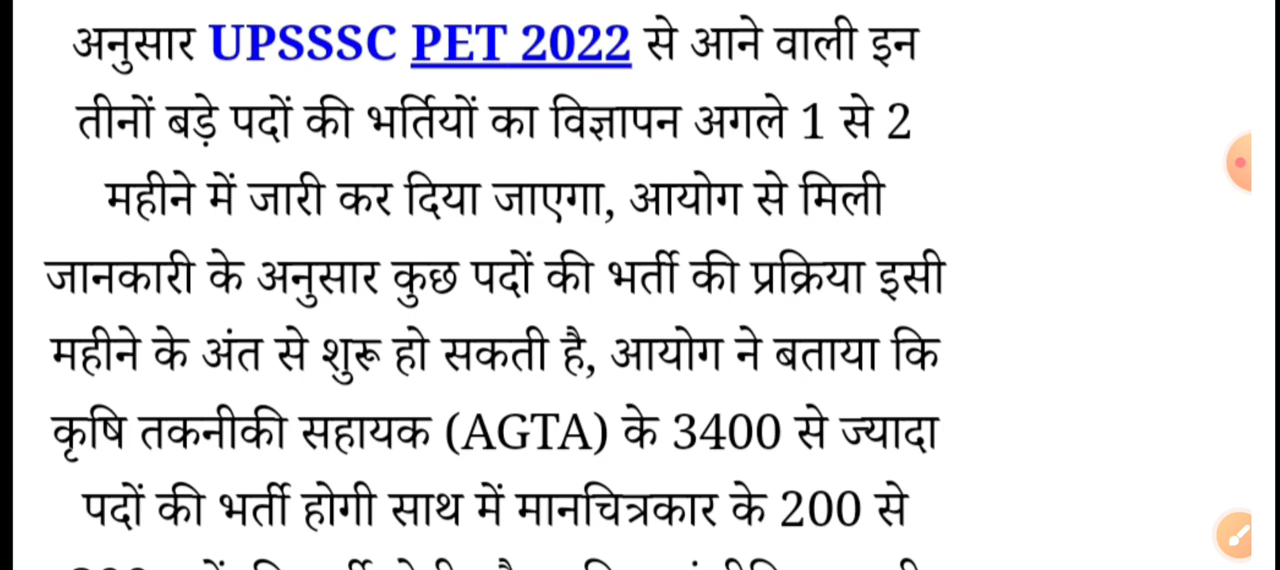 अनुसार UPSSSC PET 2022 से आने वाली इन
तीनों बड़े पदों की भर्तियों का विज्ञापन अगले 1 से 2
महीने में जारी कर दिया जाएगा, आयोग से मिली
जानकारी के अनुसार कुछ पदों की भर्ती की प्रक्रिया इसी
महीने के अंत से शुरू हो सकती है, आयोग ने बताया कि
कृषि तकनीकी सहायक (AGTA) के 3400 से ज्यादा
पदों की भर्ती होगी साथ में मानचित्रकार के 200 से